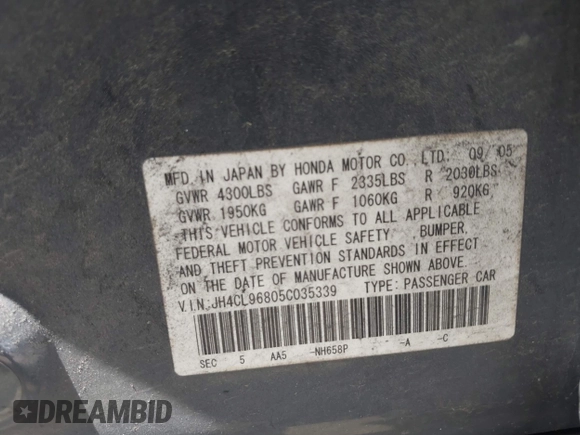 MFD. IN JAPAN BY HONDA MOTOR CO., LTD. 09/05
GVWR 4300LBS GAWR F 2335LBS R 2030LBS
GVWR 1950KG GAWR F 1060KG R 920KG
THIS VEHICLE CONFORMS TO ALL APPLICABLE
FEDERAL MOTOR VEHICLE SAFETY BUMPER,
AND THEFT PREVENTION STANDARDS IN EFFECT
ON THE DATE OF MANUFACTURE SHOWN ABOVE.
V.I.N:JH4CL96805C035339 TYPE: PASSENGER CAR
SEC 5 AA5 -NH658P -A -C
DREAMBID